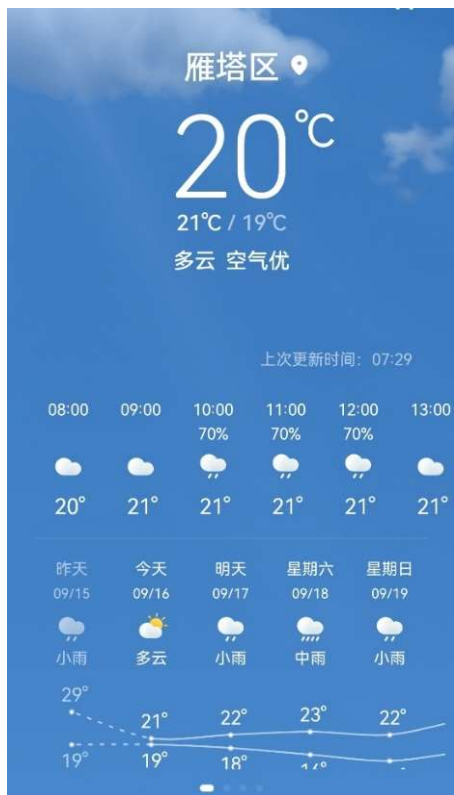 雁塔区
20℃
21℃ / 19℃
多云 空气优
上次更新时间：07:29
08:00 09:00 10:00 11:00 12:00 13:00
70% 70% 70%
20° 21° 21° 21° 21° 21°
昨天 今天 明天 星期六 星期日
09/15 09/16 09/17 09/18 09/19
小雨 多云 小雨 中雨 小雨
29° 21° 22° 23° 22°
19° 19° 18°